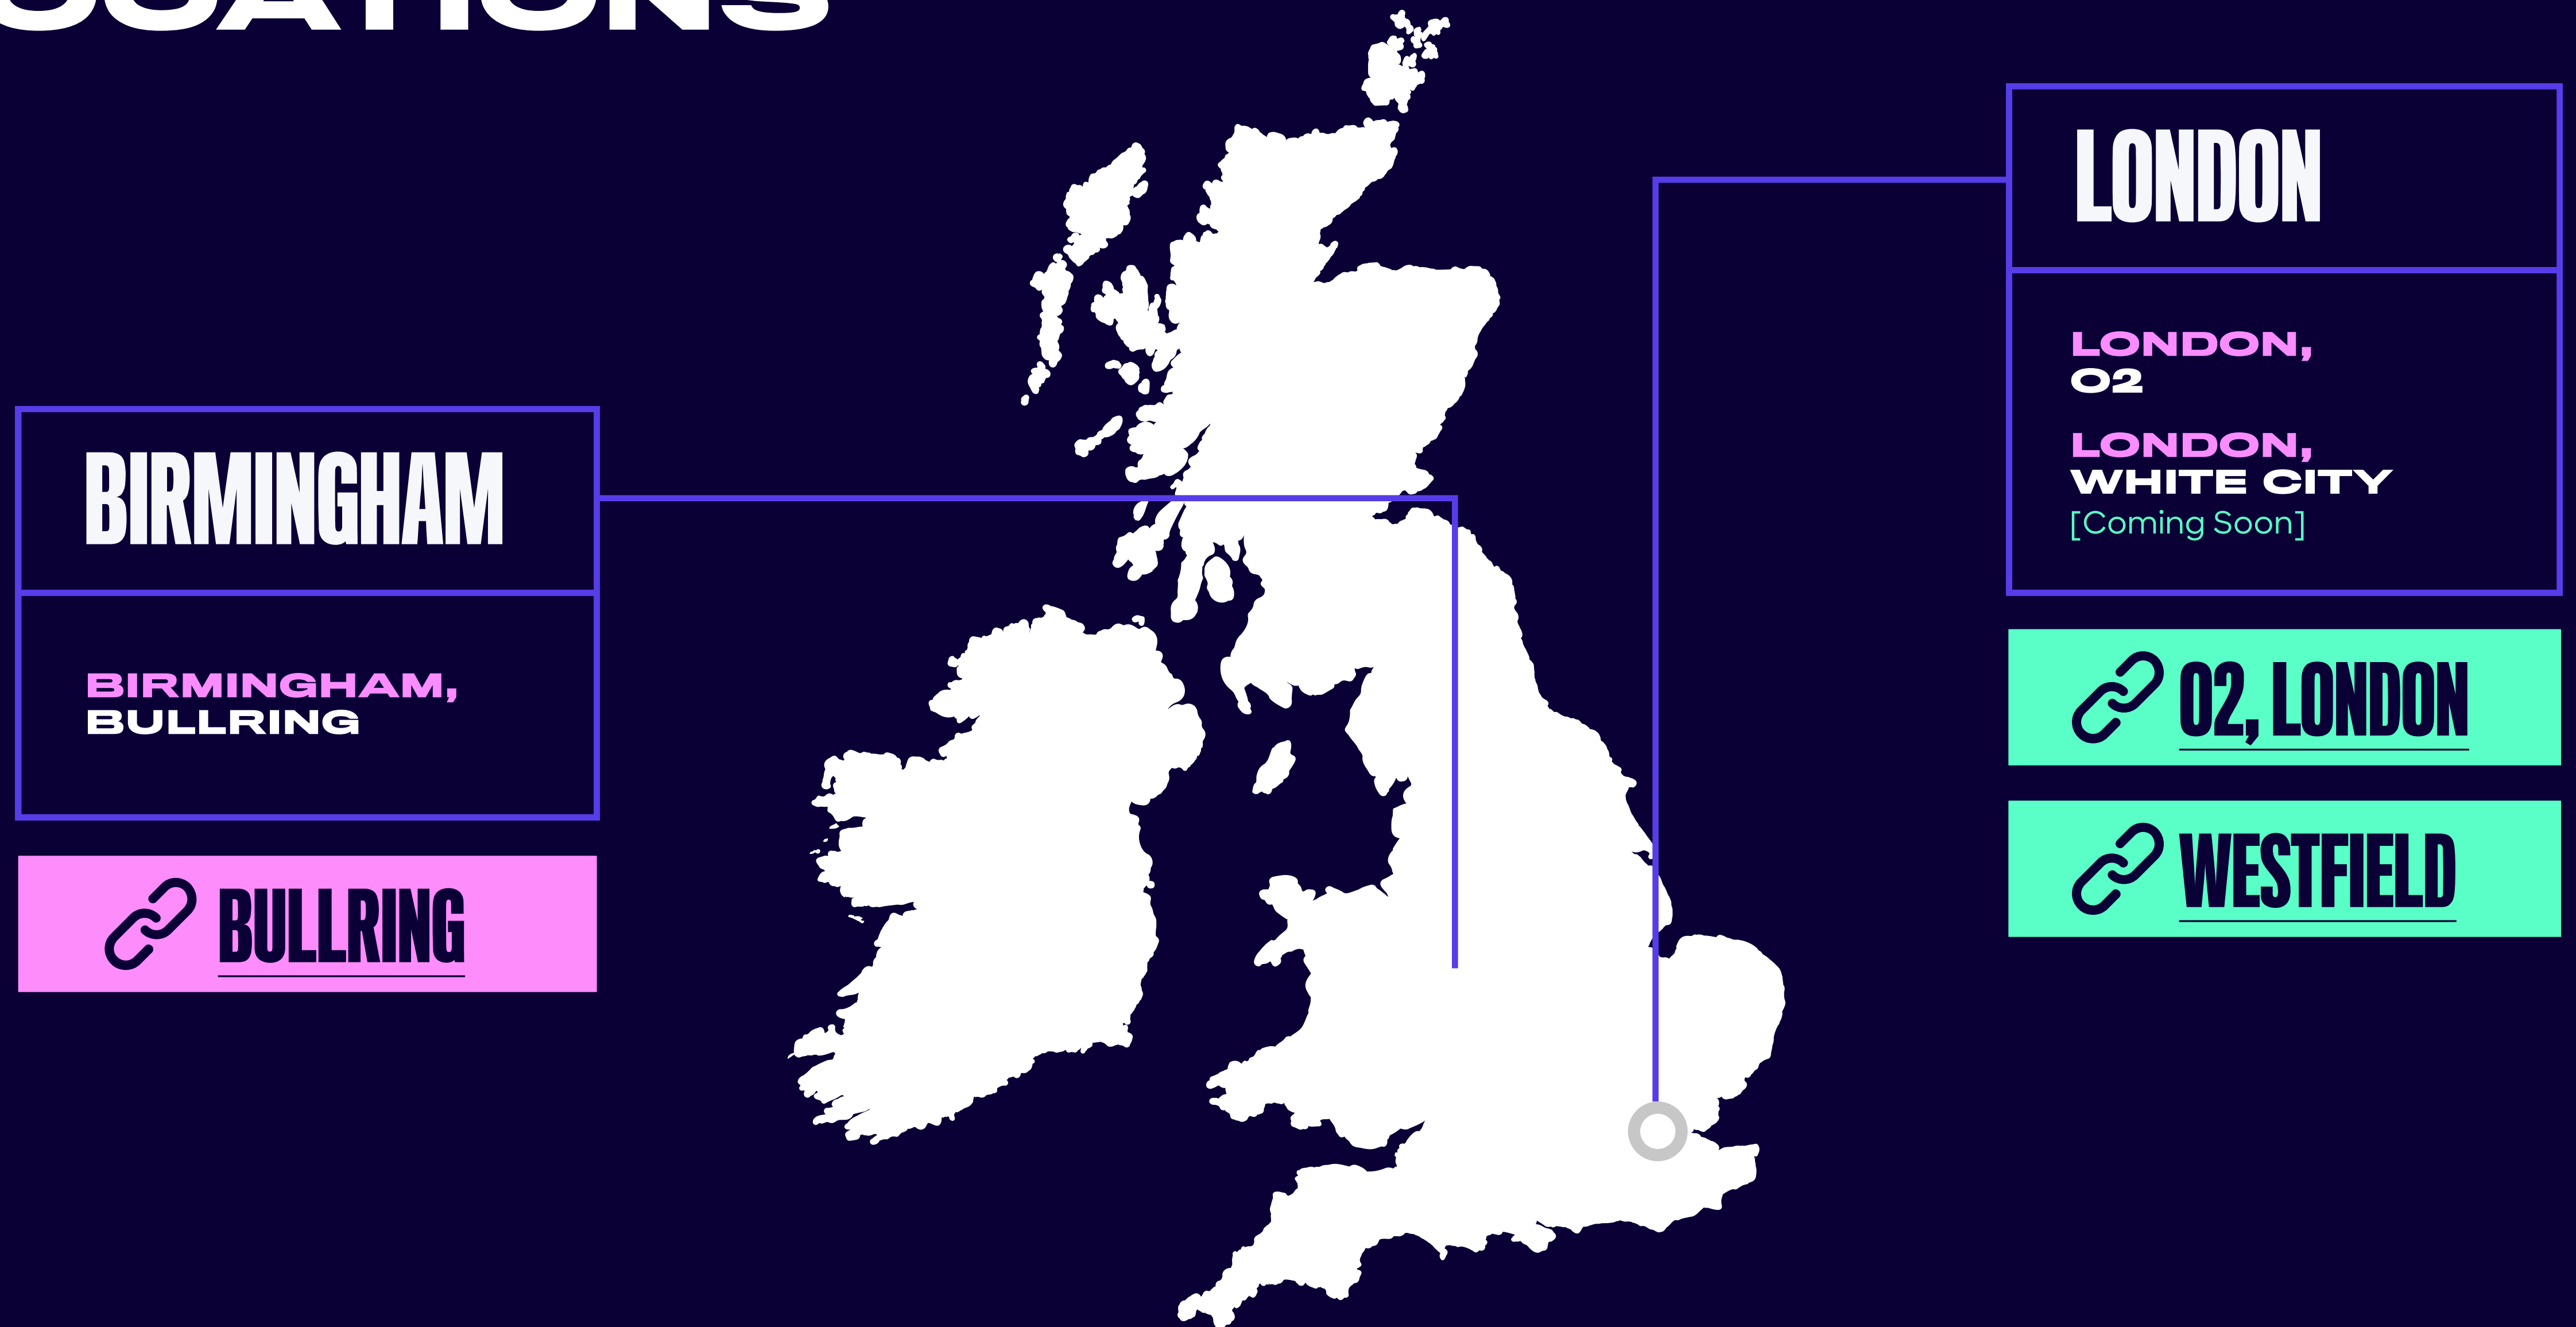 BIRMINGHAM
BIRMINGHAM,
BULLRING
BULLRING
LONDON
LONDON,
O2
LONDON,
WHITE CITY
[Coming Soon]
02, LONDON
WESTFIELD